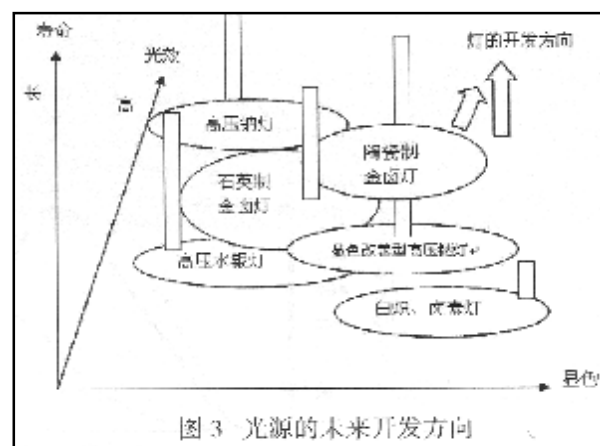 寿命
光效
长
高
灯的开发方向
高压钠灯
陶瓷制
金卤灯
石英制
金卤灯
显色改善型高压钠灯
高压水银灯
白炽、卤素灯
显色
图 3 光源的未来开发方向